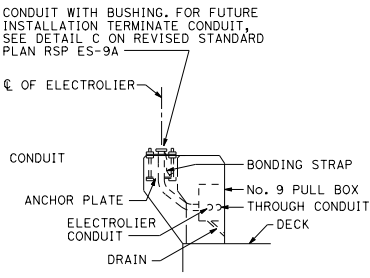 CONDUIT WITH BUSHING. FOR FUTURE
INSTALLATION TERMINATE CONDUIT,
SEE DETAIL C ON REVISED STANDARD
PLAN RSP ES-9A
℄ OF ELECTROLIER
CONDUIT
BONDING STRAP
ANCHOR PLATE
No. 9 PULL BOX
THROUGH CONDUIT
ELECTROLIER
CONDUIT
DECK
DRAIN